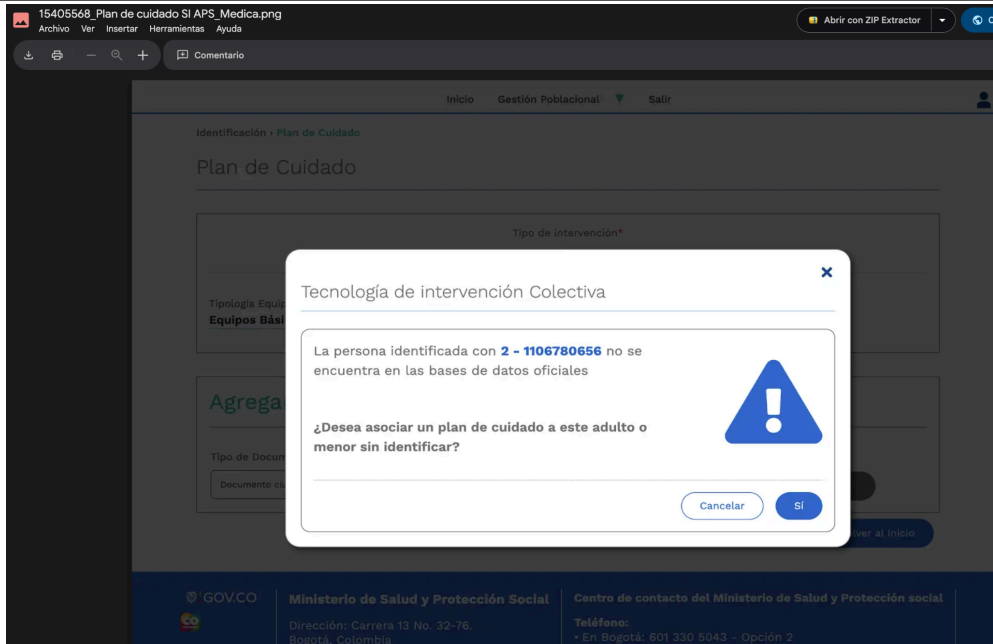 15405568_Plan de cuidado SI APS_Medica.png
Archivo Ver Insertar Herramientas Ayuda
Abrir con ZIP Extractor
Comentario
Inicio Gestión Poblacional Salir
Identificación › Plan de Cuidado
Plan de Cuidado
Tipo de intervención*
Tecnología de intervención Colectiva
Tipología
Equipos
La persona identificada con 2 - 1106780656 no se
encuentra en las bases de datos oficiales
¿Desea asociar un plan de cuidado a este adulto o
menor sin identificar?
Tipo de
Documento
Cancelar Sí
al Inicio
GOV.CO
Ministerio de Salud y Protección Social
Dirección: Carrera 13 No. 32-76.
Bogotá, Colombia
Centro de contacto del Ministerio de Salud y Protección social
Teléfono:
• En Bogotá: 601 330 5043 - Opción 2